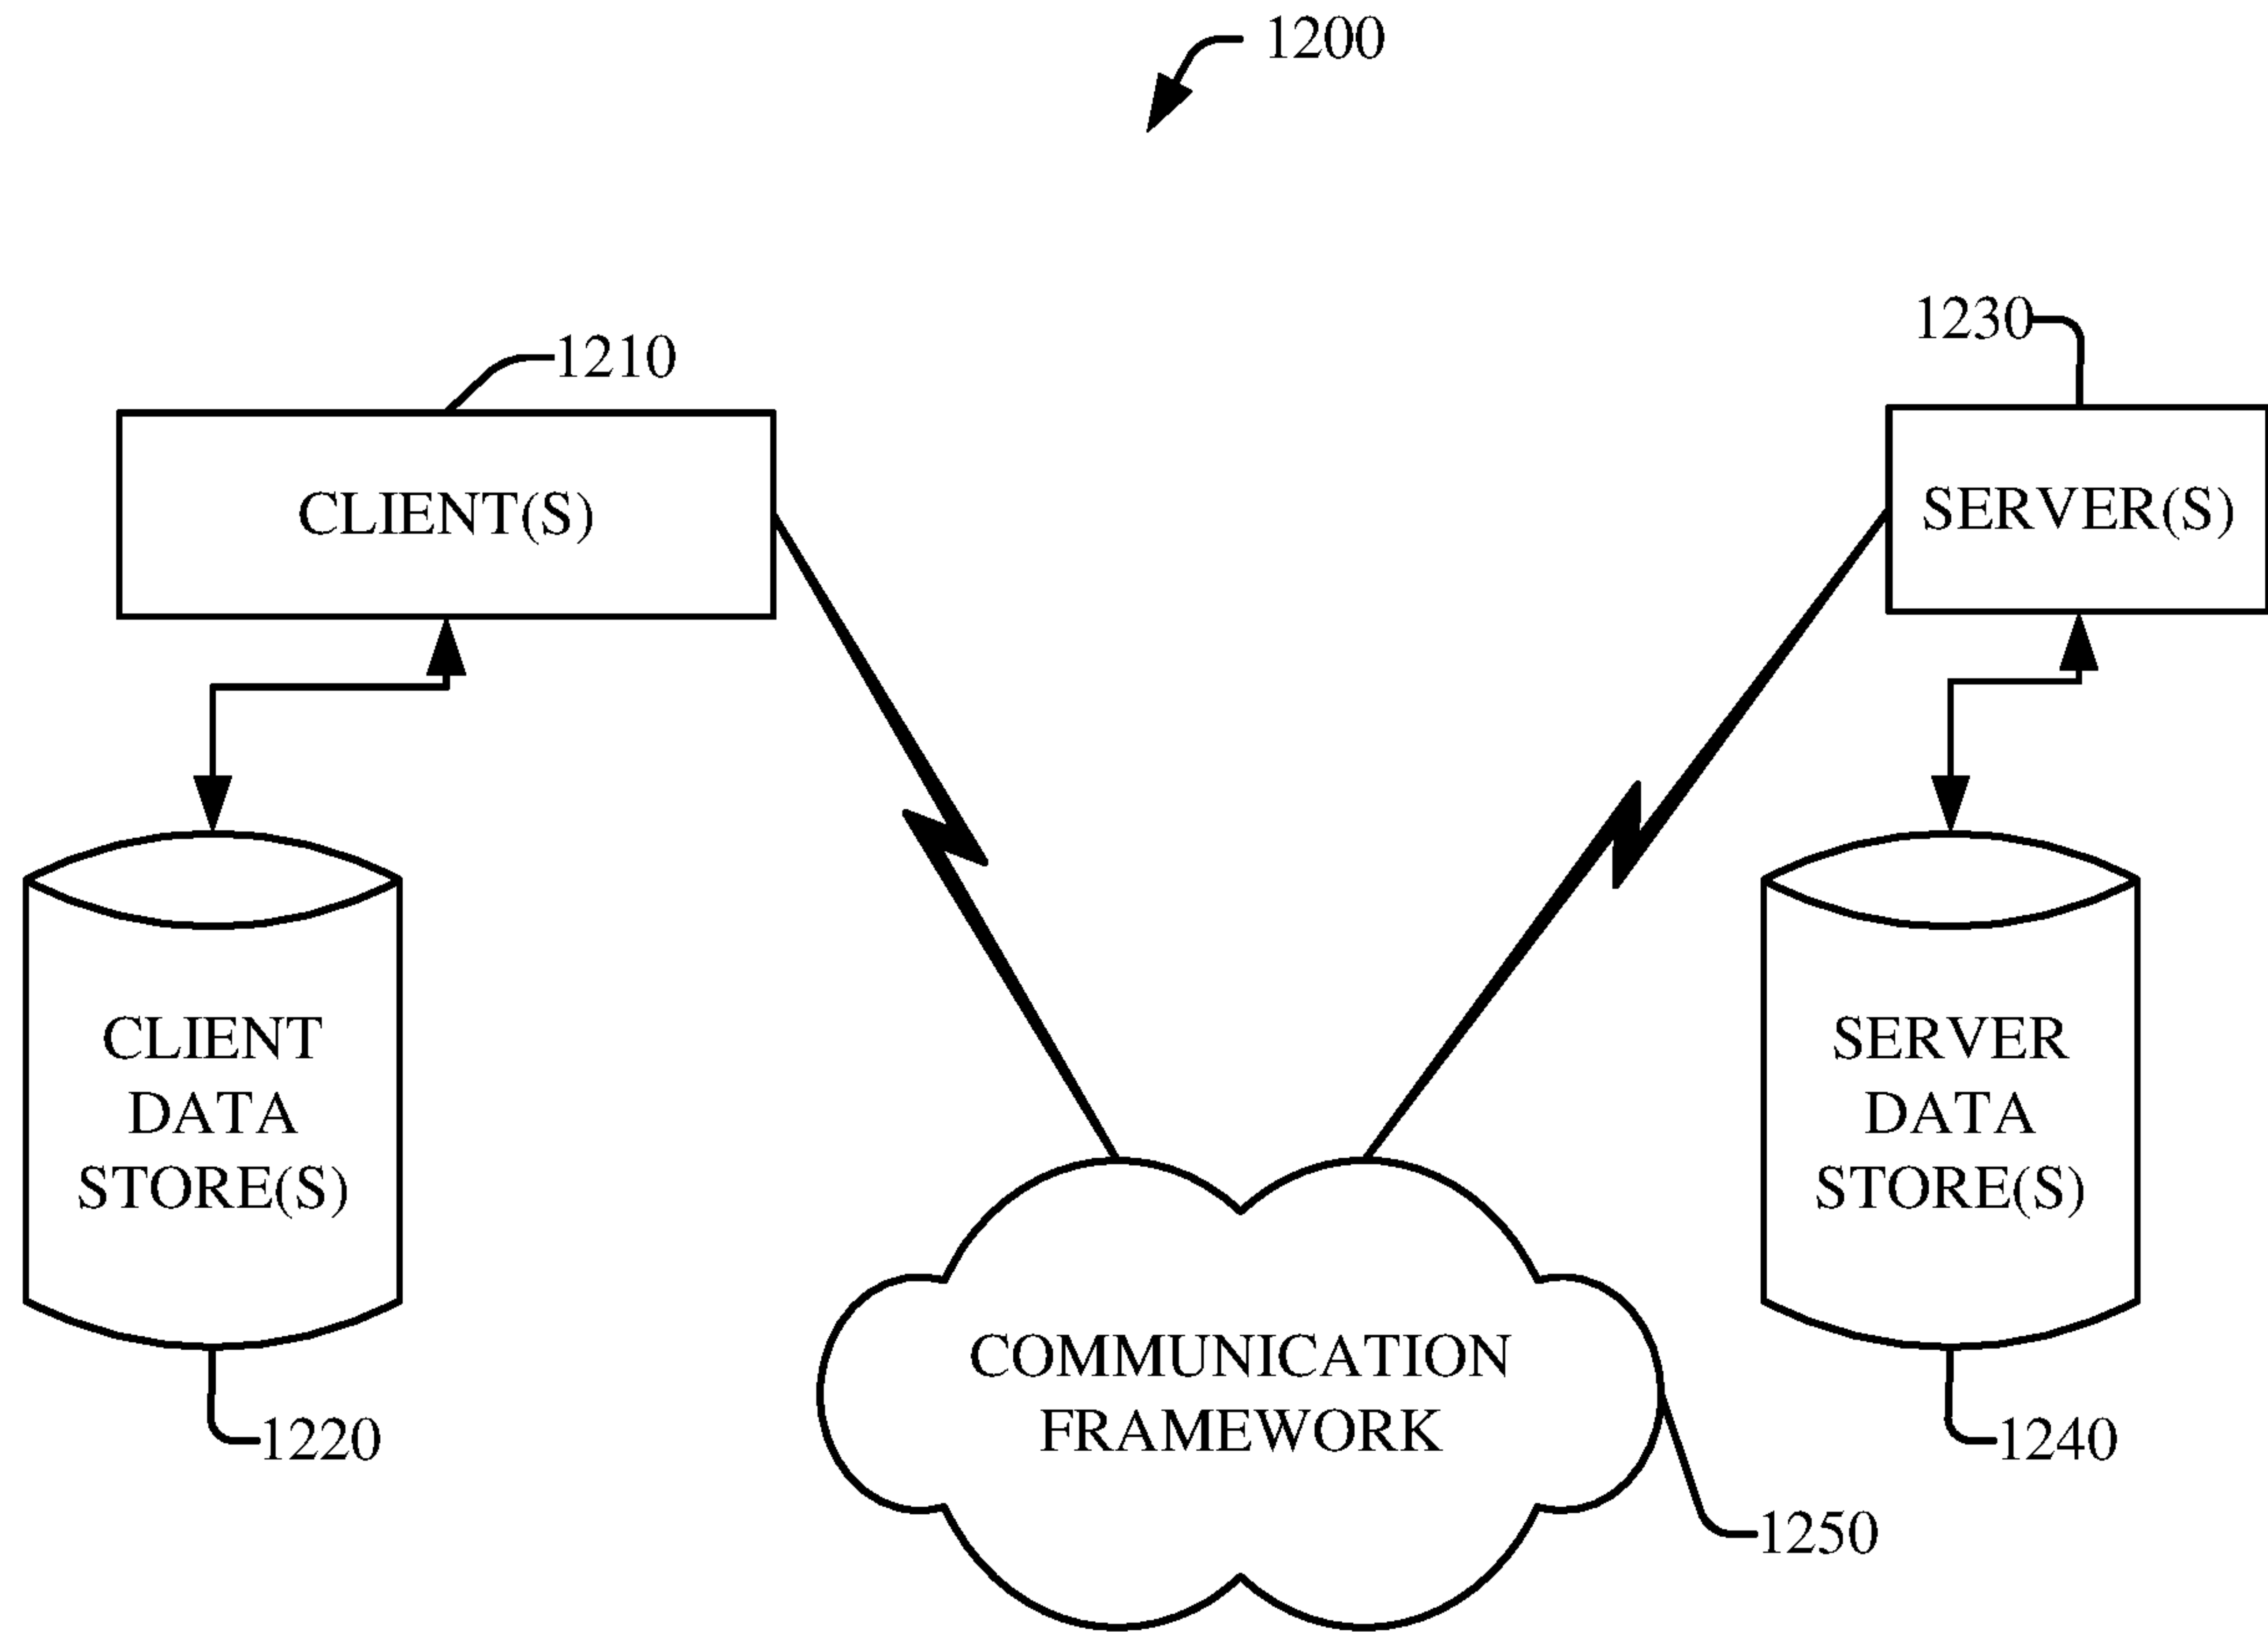 1200
1210
1230
CLIENT(S)
SERVER(S)
CLIENT
DATA
STORE(S)
SERVER
DATA
STORE(S)
COMMUNICATION
FRAMEWORK
1220
1240
1250